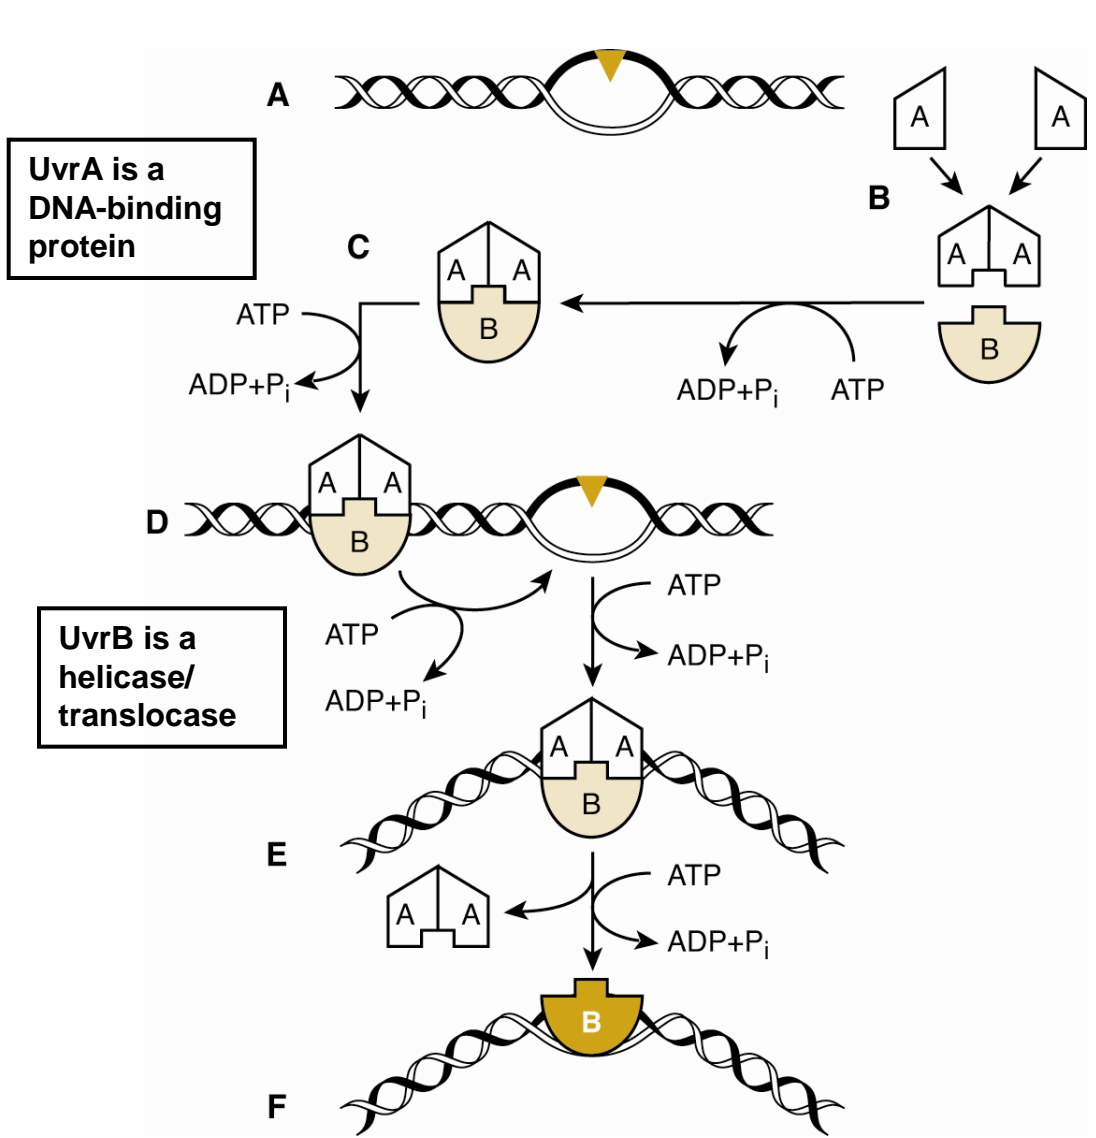 A
A
A
UvrA is a
DNA-binding
protein
B
A
A
C
A
A
B
B
ATP
ADP+Pi
ADP+Pi
ATP
A
A
D
B
ATP
ATP
ADP+Pi
ADP+Pi
UvrB is a
helicase/
translocase
A
A
B
E
ATP
A
A
ADP+Pi
B
F